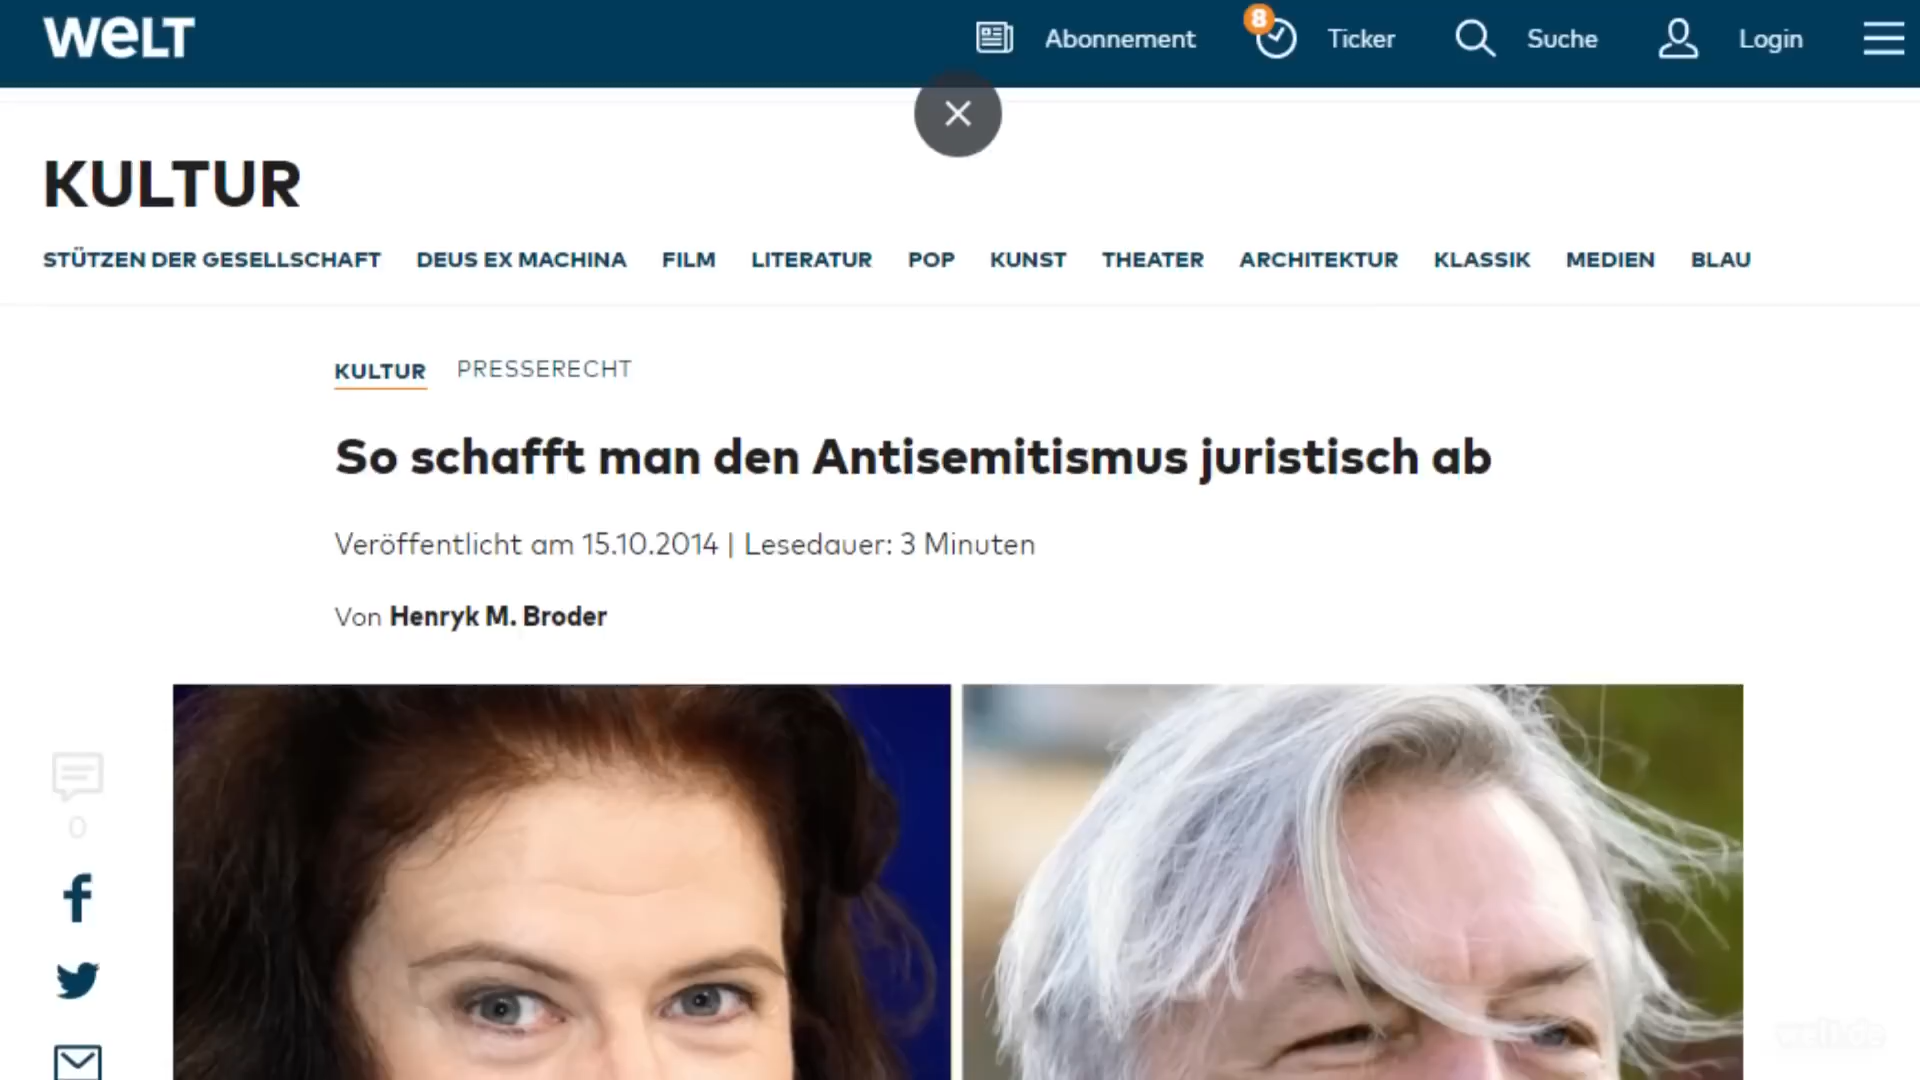 WELT
Abonnement
8
Ticker
Suche
Login
KULTUR
STÜTZEN DER GESELLSCHAFT DEUS EX MACHINA FILM LITERATUR POP KUNST THEATER ARCHITEKTUR KLASSIK MEDIEN BLAU
KULTUR PRESSERECHT
So schafft man den Antisemitismus juristisch ab
Veröffentlicht am 15.10.2014 | Lesedauer: 3 Minuten
Von Henryk M. Broder
0
welt.de